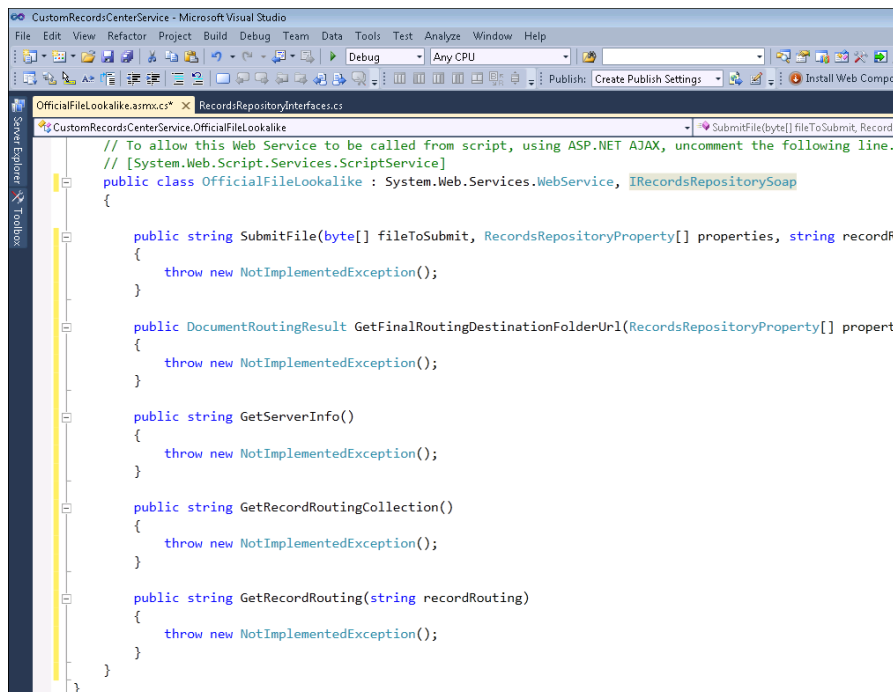 CustomRecordsCenterService - Microsoft Visual Studio
File Edit View Refactor Project Build Debug Team Data Tools Test Analyze Window Help
Debug Any CPU
Publish: Create Publish Settings Install Web Compo
OfficialFileLookalike.asmx.cs* RecordsRepositoryInterfaces.cs
CustomRecordsCenterService.OfficialFileLookalike SubmitFile(byte[] fileToSubmit, Record
Server Explorer
Toolbox
// To allow this Web Service to be called from script, using ASP.NET AJAX, uncomment the following line.
// [System.Web.Script.Services.ScriptService]
public class OfficialFileLookalike : System.Web.Services.WebService, IRecordsRepositorySoap
{
public string SubmitFile(byte[] fileToSubmit, RecordsRepositoryProperty[] properties, string recordR
{
throw new NotImplementedException();
}
public DocumentRoutingResult GetFinalRoutingDestinationFolderUrl(RecordsRepositoryProperty[] propert
{
throw new NotImplementedException();
}
public string GetServerInfo()
{
throw new NotImplementedException();
}
public string GetRecordRoutingCollection()
{
throw new NotImplementedException();
}
public string GetRecordRouting(string recordRouting)
{
throw new NotImplementedException();
}
}
}